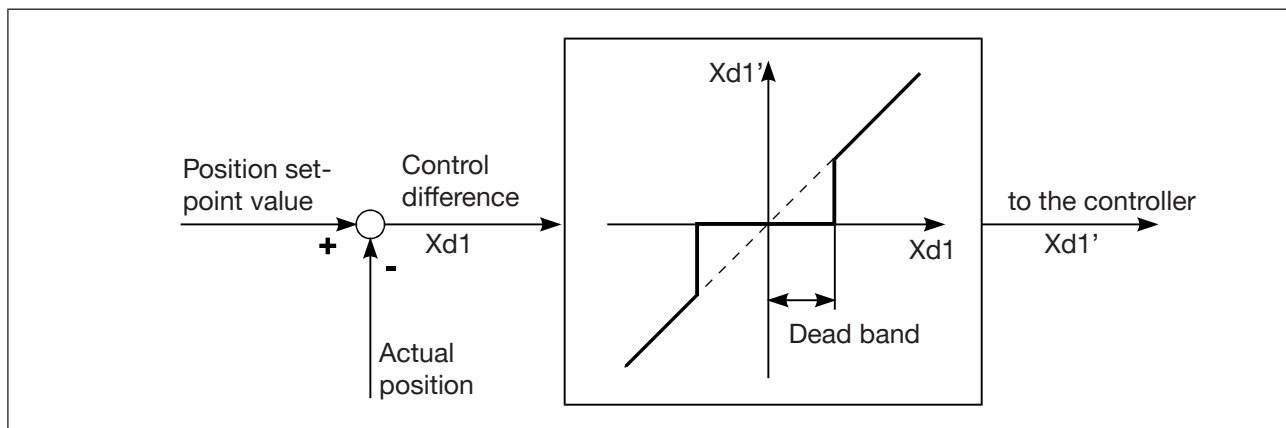 Position set-
point value
+
-
Actual
position
Control
difference
Xd1
Xd1’
Xd1
Dead band
to the controller
Xd1’